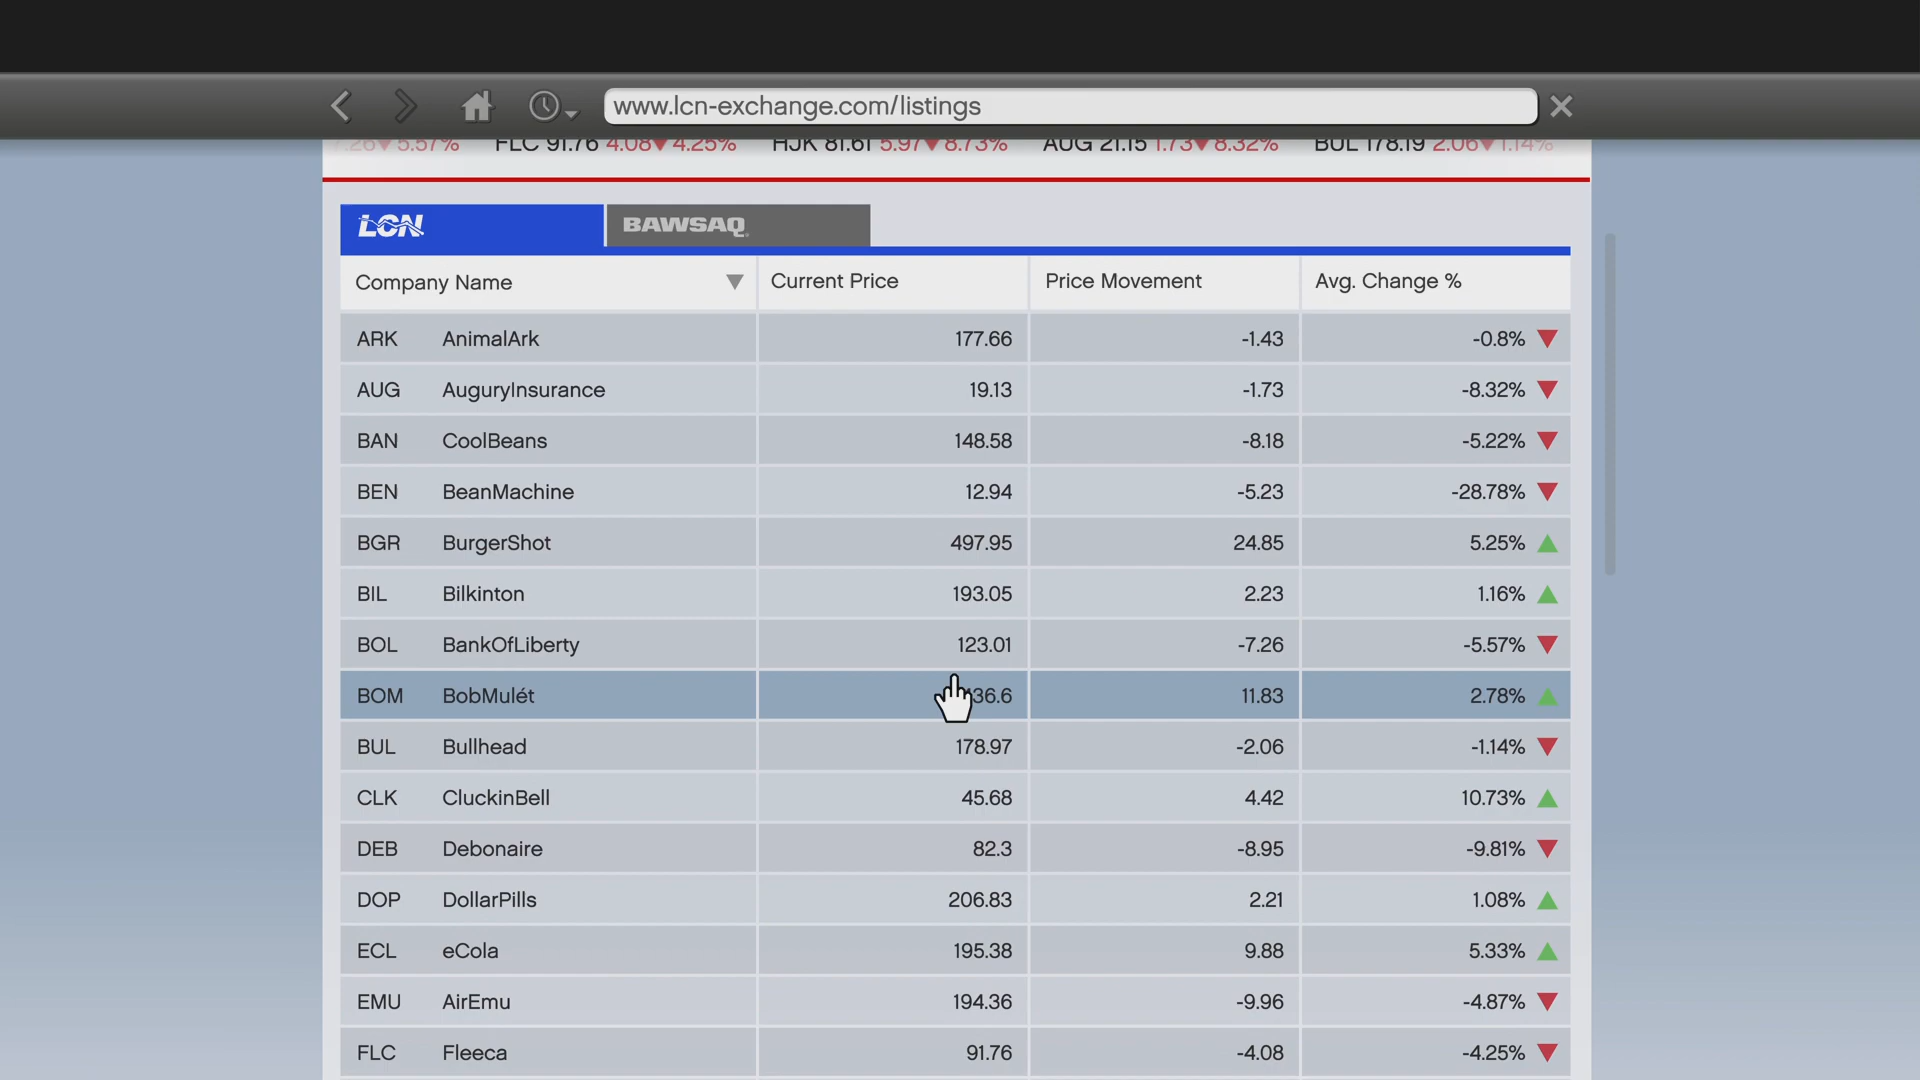 www.lcn-exchange.com/listings
7.26▼5.57% FLC 91.76 4.08▼4.25% HJK 81.61 5.97▼8.73% AUG 21.15 1.73▼8.32% BUL 178.19 2.06▼1.14%
LCN BAWSAQ
Company Name Current Price Price Movement Avg. Change %
ARK AnimalArk 177.66 -1.43 -0.8%
AUG AuguryInsurance 19.13 -1.73 -8.32%
BAN CoolBeans 148.58 -8.18 -5.22%
BEN BeanMachine 12.94 -5.23 -28.78%
BGR BurgerShot 497.95 24.85 5.25%
BIL Bilkinton 193.05 2.23 1.16%
BOL BankOfLiberty 123.01 -7.26 -5.57%
BOM BobMulét 36.6 11.83 2.78%
BUL Bullhead 178.97 -2.06 -1.14%
CLK CluckinBell 45.68 4.42 10.73%
DEB Debonaire 82.3 -8.95 -9.81%
DOP DollarPills 206.83 2.21 1.08%
ECL eCola 195.38 9.88 5.33%
EMU AirEmu 194.36 -9.96 -4.87%
FLC Fleeca 91.76 -4.08 -4.25%